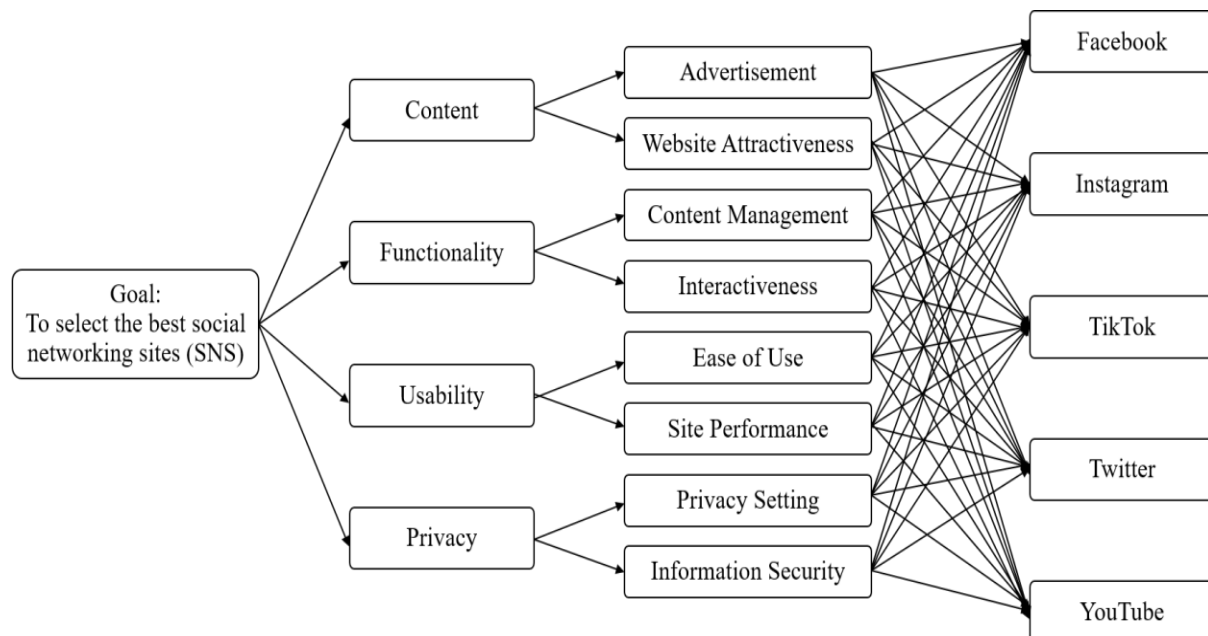 Goal:
To select the best social
networking sites (SNS)
Content
Functionality
Usability
Privacy
Advertisement
Website Attractiveness
Content Management
Interactiveness
Ease of Use
Site Performance
Privacy Setting
Information Security
Facebook
Instagram
TikTok
Twitter
YouTube